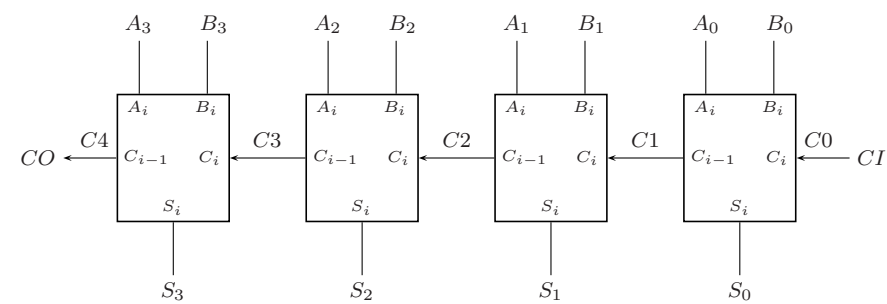 A₃ B₃ A₂ B₂ A₁ B₁ A₀ B₀
Aᵢ Bᵢ Aᵢ Bᵢ Aᵢ Bᵢ Aᵢ Bᵢ
CO C4 Cᵢ₋₁ Cᵢ C3 Cᵢ₋₁ Cᵢ C2 Cᵢ₋₁ Cᵢ C1 Cᵢ₋₁ Cᵢ C0 CI
Sᵢ Sᵢ Sᵢ Sᵢ
S₃ S₂ S₁ S₀